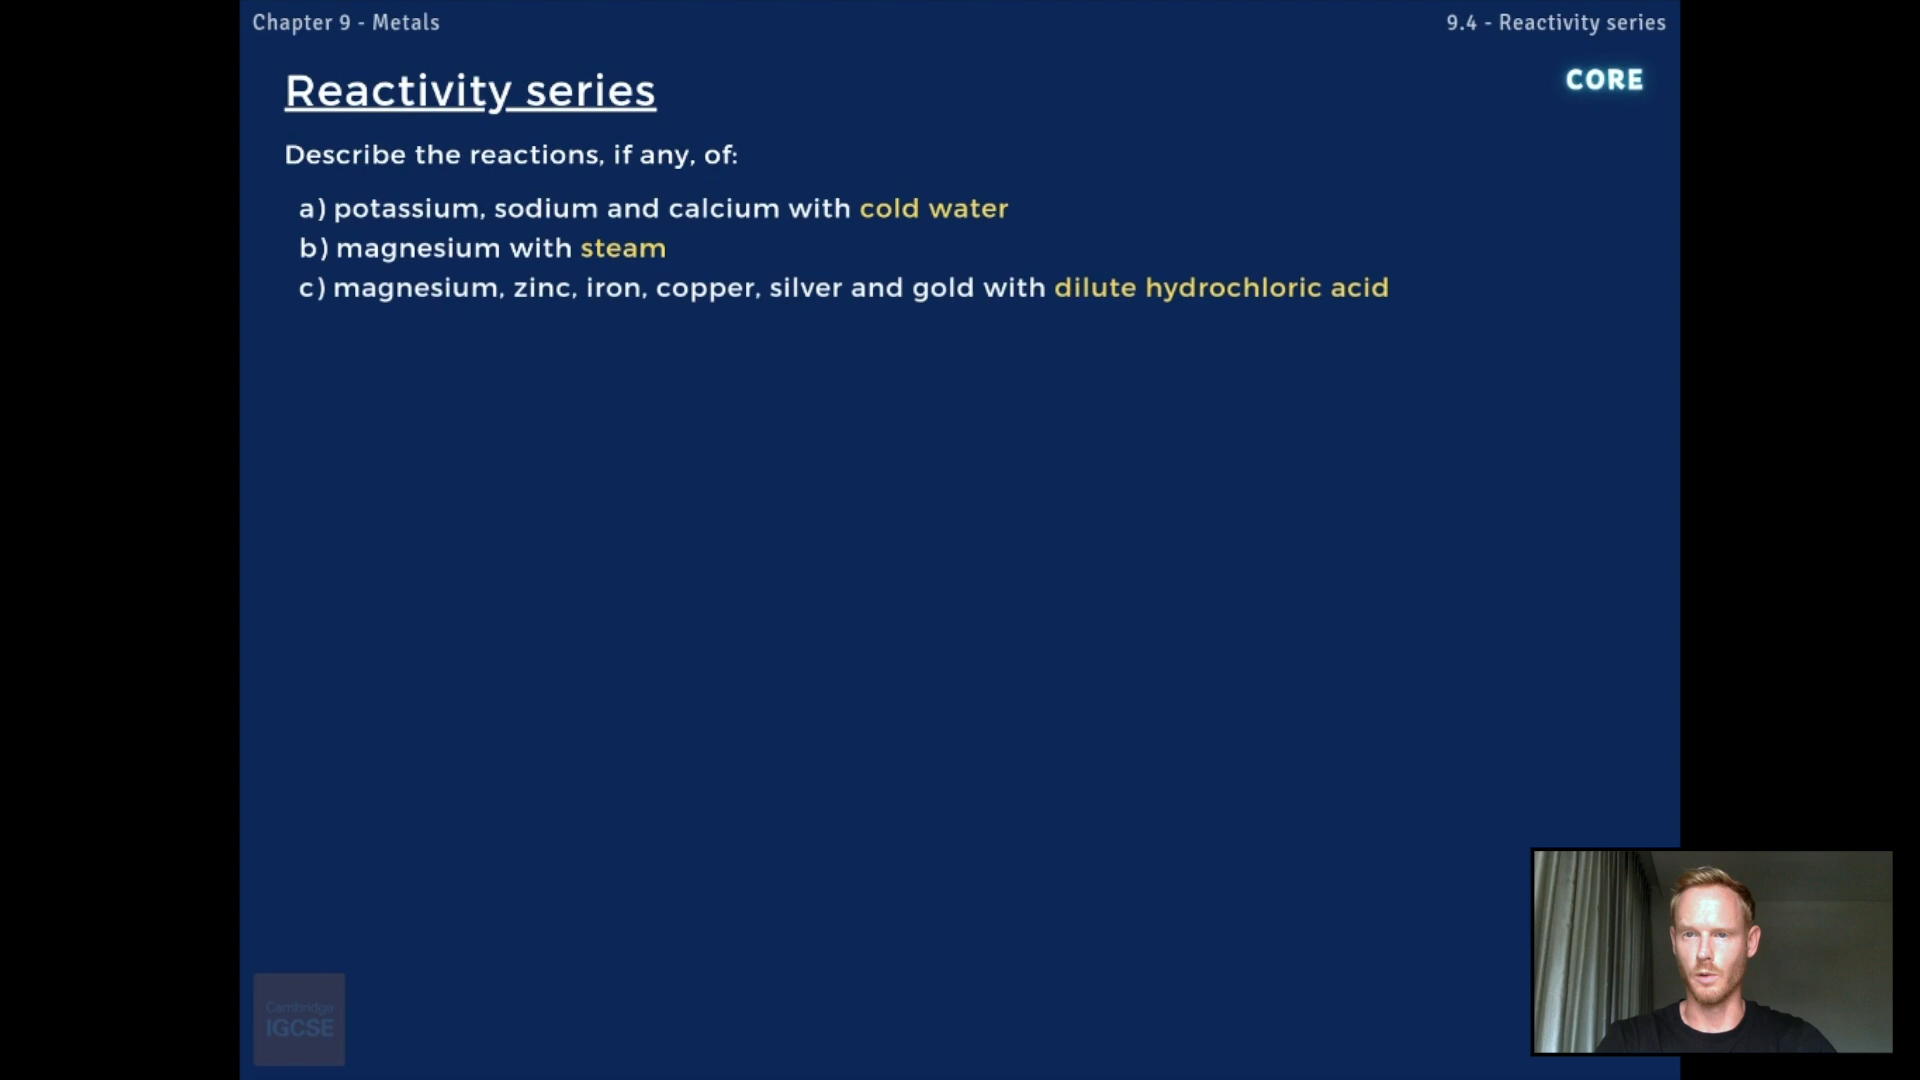 Chapter 9 - Metals
9.4 - Reactivity series
Reactivity series
CORE
Describe the reactions, if any, of:
a) potassium, sodium and calcium with cold water
b) magnesium with steam
c) magnesium, zinc, iron, copper, silver and gold with dilute hydrochloric acid
Cambridge
IGCSE